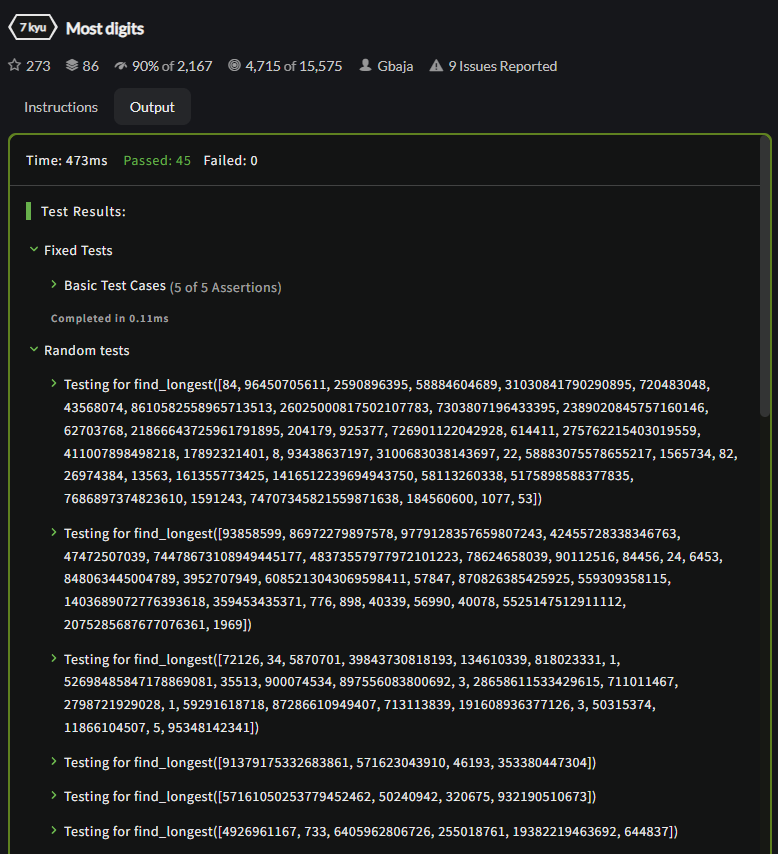 7 kyu Most digits
273 86 90% of 2,167 4,715 of 15,575 Gbaja 9 Issues Reported
Instructions Output
Time: 473ms Passed: 45 Failed: 0
Test Results:
Fixed Tests
Basic Test Cases (5 of 5 Assertions)
Completed in 0.11ms
Random tests
Testing for find_longest([84, 96450705611, 2590896395, 58884604689, 31030841790290895, 720483048,
43568074, 8610582558965713513, 26025000817502107783, 7303807196433395, 2389020845757160146,
62703768, 21866643725961791895, 204179, 925377, 726901122042928, 614411, 275762215403019559,
411007898498218, 17892321401, 8, 93438637197, 3100683038143697, 22, 58883075578655217, 1565734, 82,
26974384, 13563, 161355773425, 1416512239694943750, 58113260338, 5175898588377835,
7686897374823610, 1591243, 74707345821559871638, 184560600, 1077, 53])
Testing for find_longest([93858599, 86972279897578, 9779128357659807243, 42455728338346763,
47472507039, 74478673108949445177, 48373557977972101223, 78624658039, 90112516, 84456, 24, 6453,
848063445004789, 3952707949, 6085213043069598411, 57847, 870826385425925, 559309358115,
1403689072776393618, 359453435371, 776, 898, 40339, 56990, 40078, 5525147512911112,
2075285687677076361, 1969])
Testing for find_longest([72126, 34, 5870701, 39843730818193, 134610339, 818023331, 1,
52698485847178869081, 35513, 900074534, 897556083800692, 3, 28658611533429615, 711011467,
2798721929028, 1, 59291618718, 87286610949407, 713113839, 191608936377126, 3, 50315374,
11866104507, 5, 95348142341])
Testing for find_longest([91379175332683861, 571623043910, 46193, 353380447304])
Testing for find_longest([57161050253779452462, 50240942, 320675, 932190510673])
Testing for find_longest([4926961167, 733, 6405962806726, 255018761, 19382219463692, 644837])